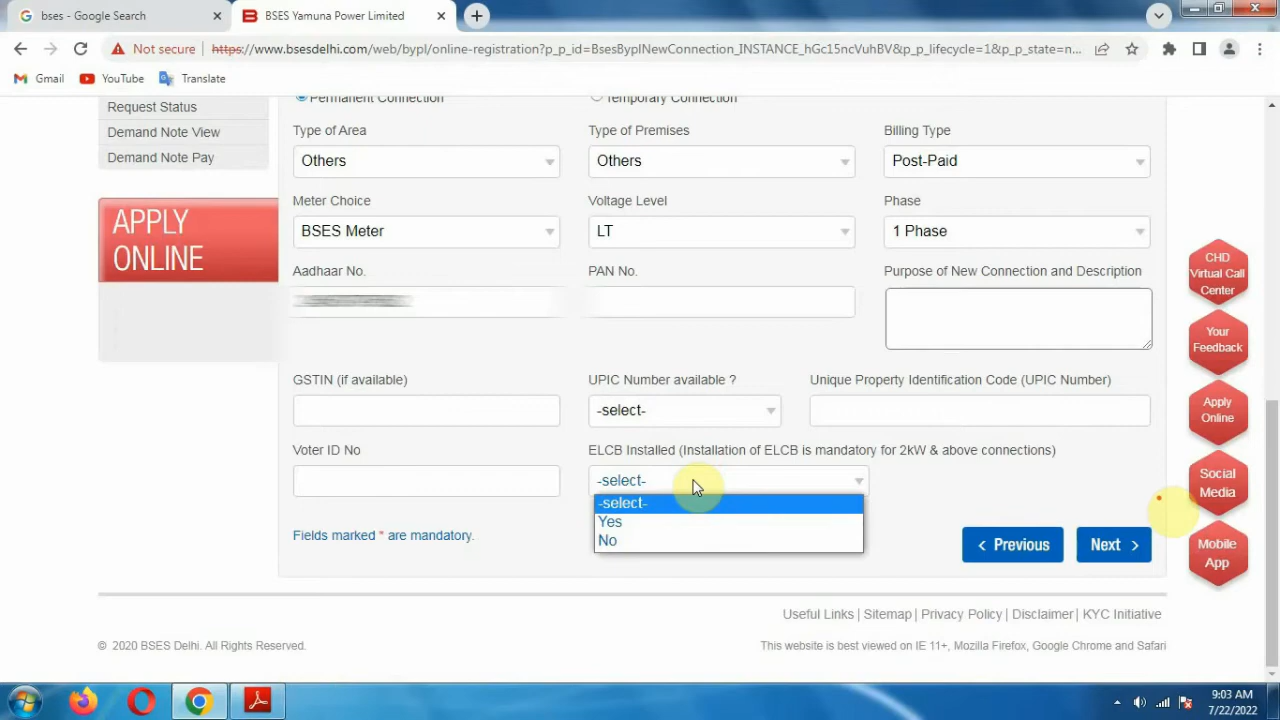 bses - Google Search
BSES Yamuna Power Limited
Not secure
https://www.bsesdelhi.com/web/bypl/online-registration?p_p_id=BsesByplNewConnection_INSTANCE_hGc15ncVuhBV&p_p_lifecycle=1&p_p_state=n...
Gmail
YouTube
Translate
Request Status
Demand Note View
Demand Note Pay
APPLY
ONLINE
Permanent Connection
Temporary Connection
Type of Area
Type of Premises
Billing Type
Others
Others
Post-Paid
Meter Choice
Voltage Level
Phase
BSES Meter
LT
1 Phase
Aadhaar No.
PAN No.
Purpose of New Connection and Description
GSTIN (if available)
UPIC Number available ?
Unique Property Identification Code (UPIC Number)
-select-
Voter ID No
ELCB Installed (Installation of ELCB is mandatory for 2kW & above connections)
-select-
-select-
Yes
No
Fields marked * are mandatory.
< Previous
Next >
CHD
Virtual Call
Center
Your
Feedback
Apply
Online
Social
Media
Mobile
App
Useful Links | Sitemap | Privacy Policy | Disclaimer | KYC Initiative
© 2020 BSES Delhi. All Rights Reserved.
This website is best viewed on IE 11+, Mozilla Firefox, Google Chrome and Safari
9:03 AM
7/22/2022